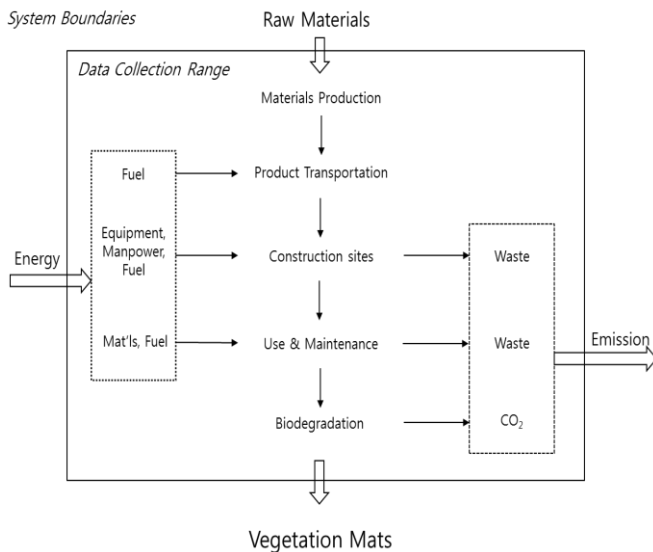 System Boundaries
Raw Materials
Data Collection Range
Materials Production
Fuel
Product Transportation
Equipment,
Manpower,
Fuel
Construction sites
Waste
Energy
Mat'ls, Fuel
Use & Maintenance
Waste
Emission
Biodegradation
CO₂
Vegetation Mats